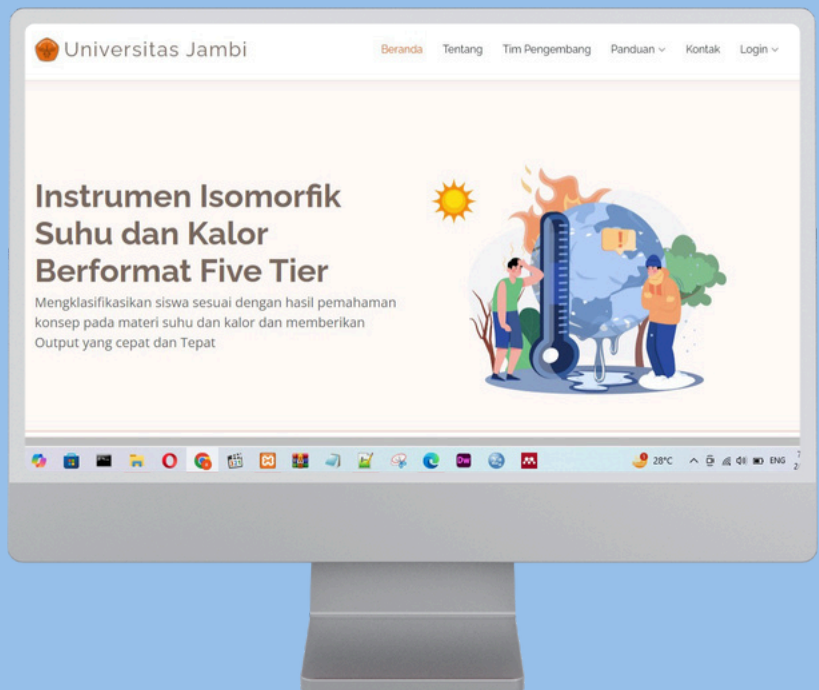 Universitas Jambi
Beranda Tentang Tim Pengembang Panduan Kontak Login
Instrumen Isomorfik
Suhu dan Kalor
Berformat Five Tier
Mengklasifikasikan siswa sesuai dengan hasil pemahaman
konsep pada materi suhu dan kalor dan memberikan
Output yang cepat dan Tepat
!
Dw
28°C ENG